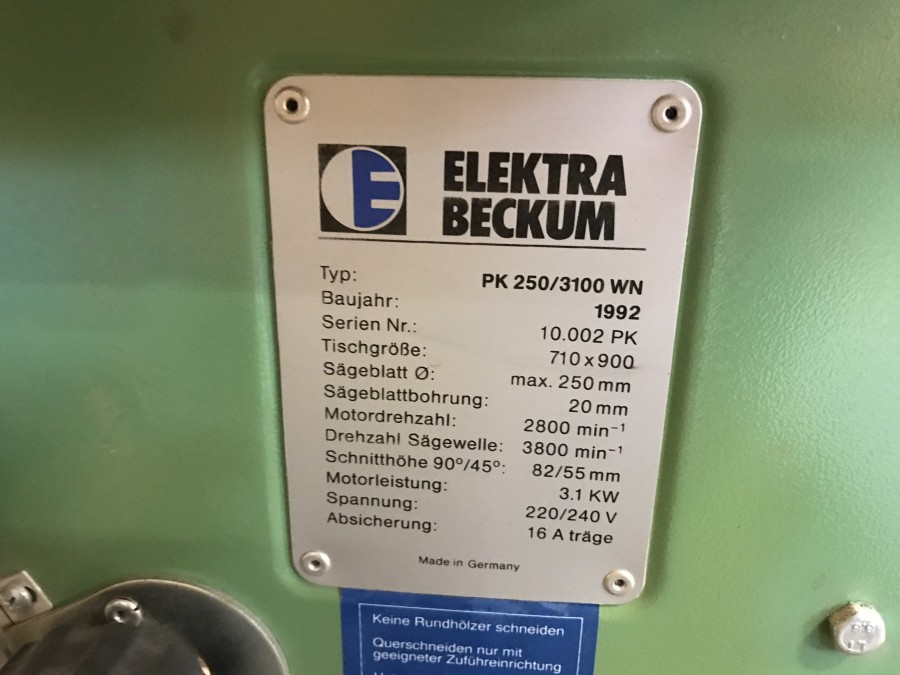 E
ELEKTRA
BECKUM
Typ: PK 250/3100 WN
Baujahr: 1992
Serien Nr.: 10.002 PK
Tischgröße: 710 x 900
Sägeblatt Ø: max. 250 mm
Sägeblattbohrung: 20 mm
Motordrehzahl: 2800 min⁻¹
Drehzahl Sägewelle: 3800 min⁻¹
Schnitthöhe 90°/45°: 82/55 mm
Motorleistung: 3.1 KW
Spannung: 220/240 V
Absicherung: 16 A träge
Made in Germany
Keine Rundhölzer schneiden
Querschneiden nur mit
geeigneter Zuführeinrichtung